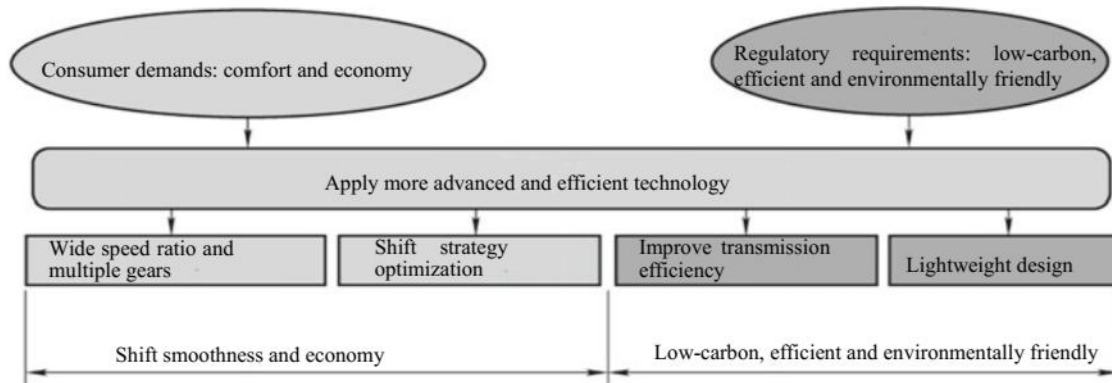 Consumer demands: comfort and economy
Regulatory requirements: low-carbon,
efficient and environmentally friendly
Apply more advanced and efficient technology
Wide speed ratio and
multiple gears
Shift strategy
optimization
Improve transmission
efficiency
Lightweight design
Shift smoothness and economy
Low-carbon, efficient and environmentally friendly